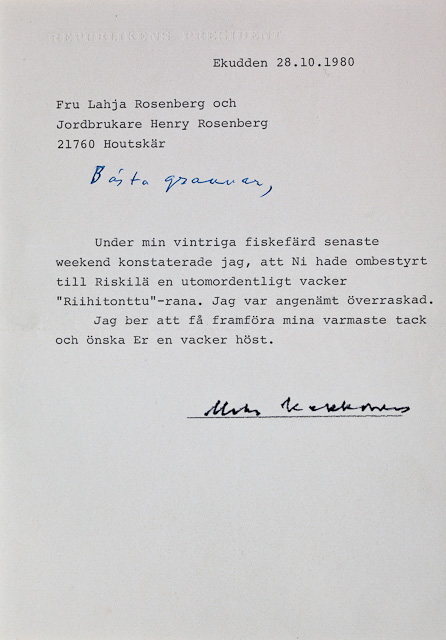 REPUBLIKENS PRESIDENT
Ekudden 28.10.1980
Fru Lahja Rosenberg och
Jordbrukare Henry Rosenberg
21760 Houtskär
Bästa grannar,
Under min vintriga fiskefärd senaste
weekend konstaterade jag, att Ni hade ombestyrt
till Riskilä en utomordentligt vacker
"Riihitonttu"-rana. Jag var angenämt överraskad.
Jag ber att få framföra mina varmaste tack
och önska Er en vacker höst.
Urho Kekkonen